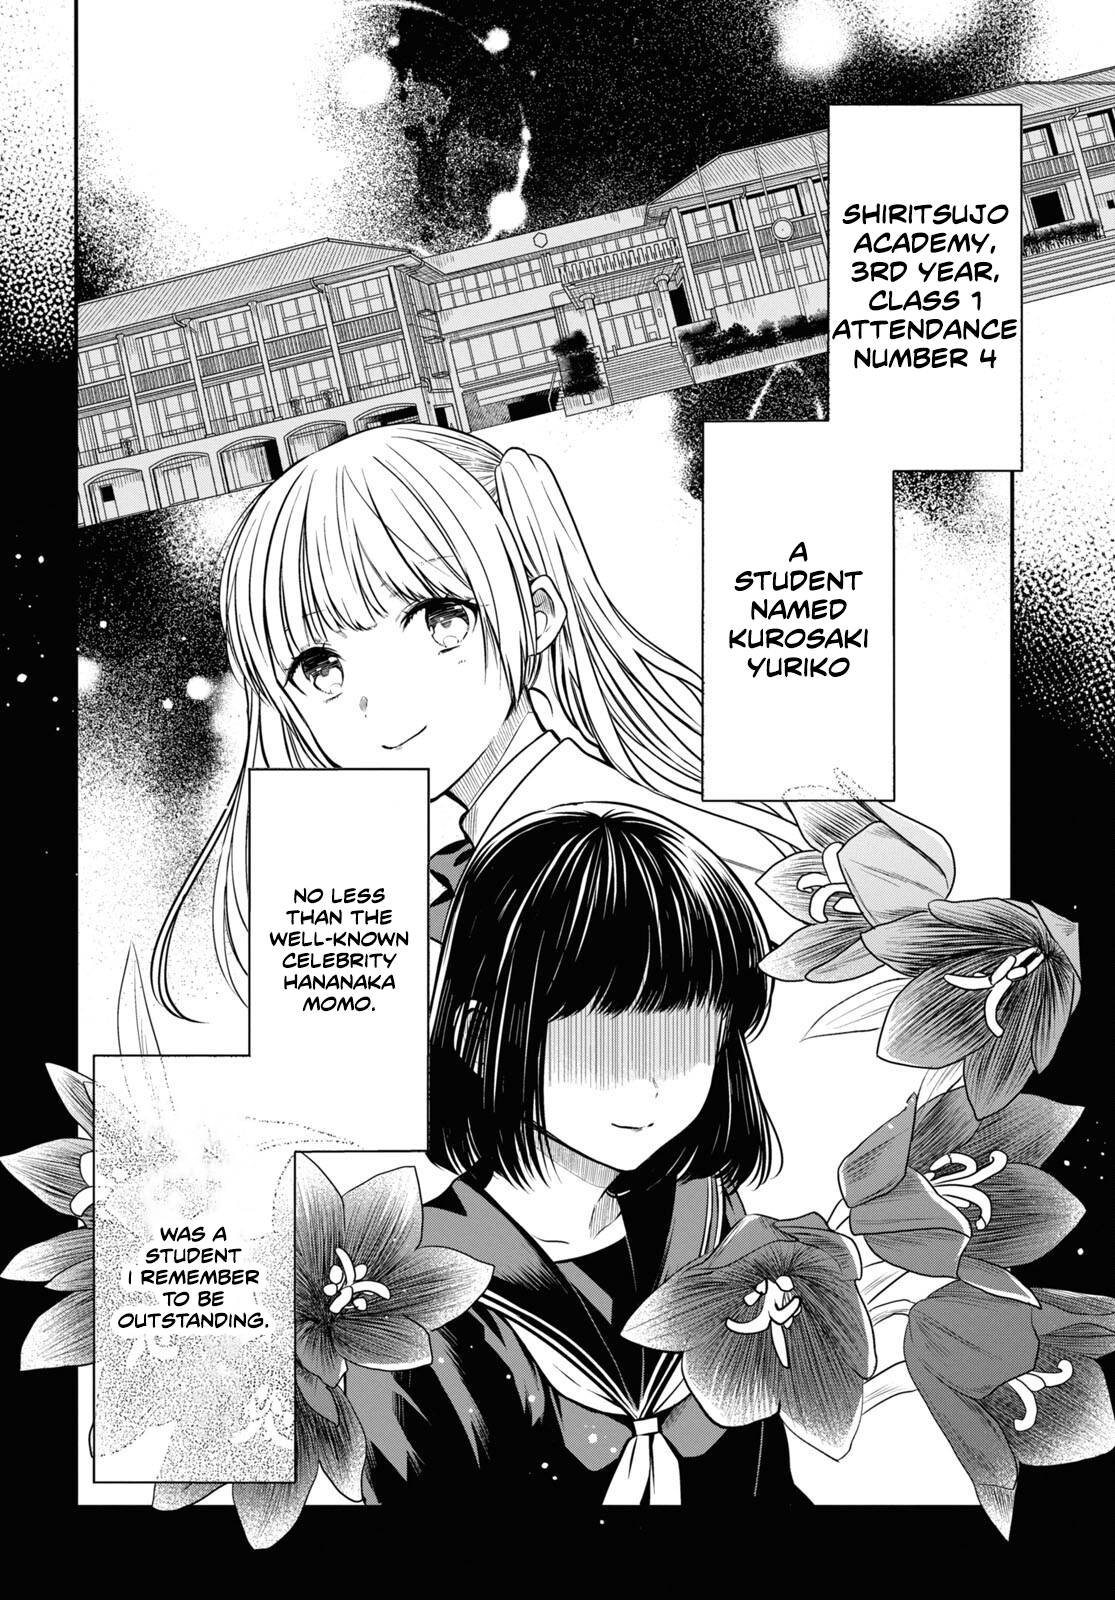 SHIRITSUJO
ACADEMY,
3RD YEAR,
CLASS 1
ATTENDANCE
NUMBER 4
A
STUDENT
NAMED
KUROSAKI
YURIKO
NO LESS
THAN THE
WELL-KNOWN
CELEBRITY
HANANAKA
MOMO.
WAS A
STUDENT
I REMEMBER
TO BE
OUTSTANDING.